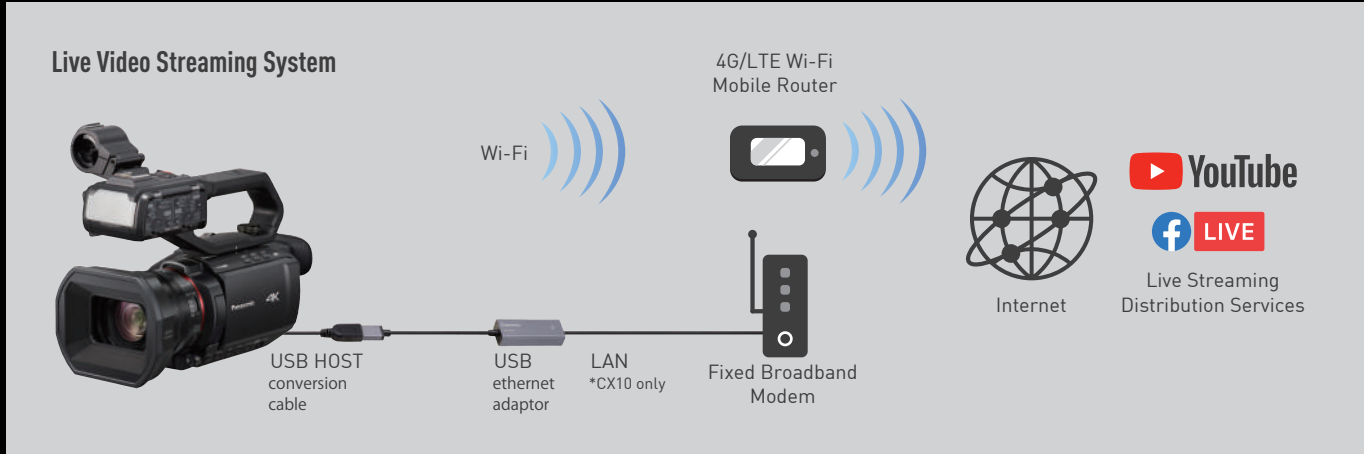 Live Video Streaming System
4G/LTE Wi-Fi
Mobile Router
Wi-Fi
YouTube
f LIVE
Internet
Live Streaming
Distribution Services
Panasonic
4K
USB HOST
conversion
cable
USB
ethernet
adaptor
LAN
*CX10 only
Fixed Broadband
Modem